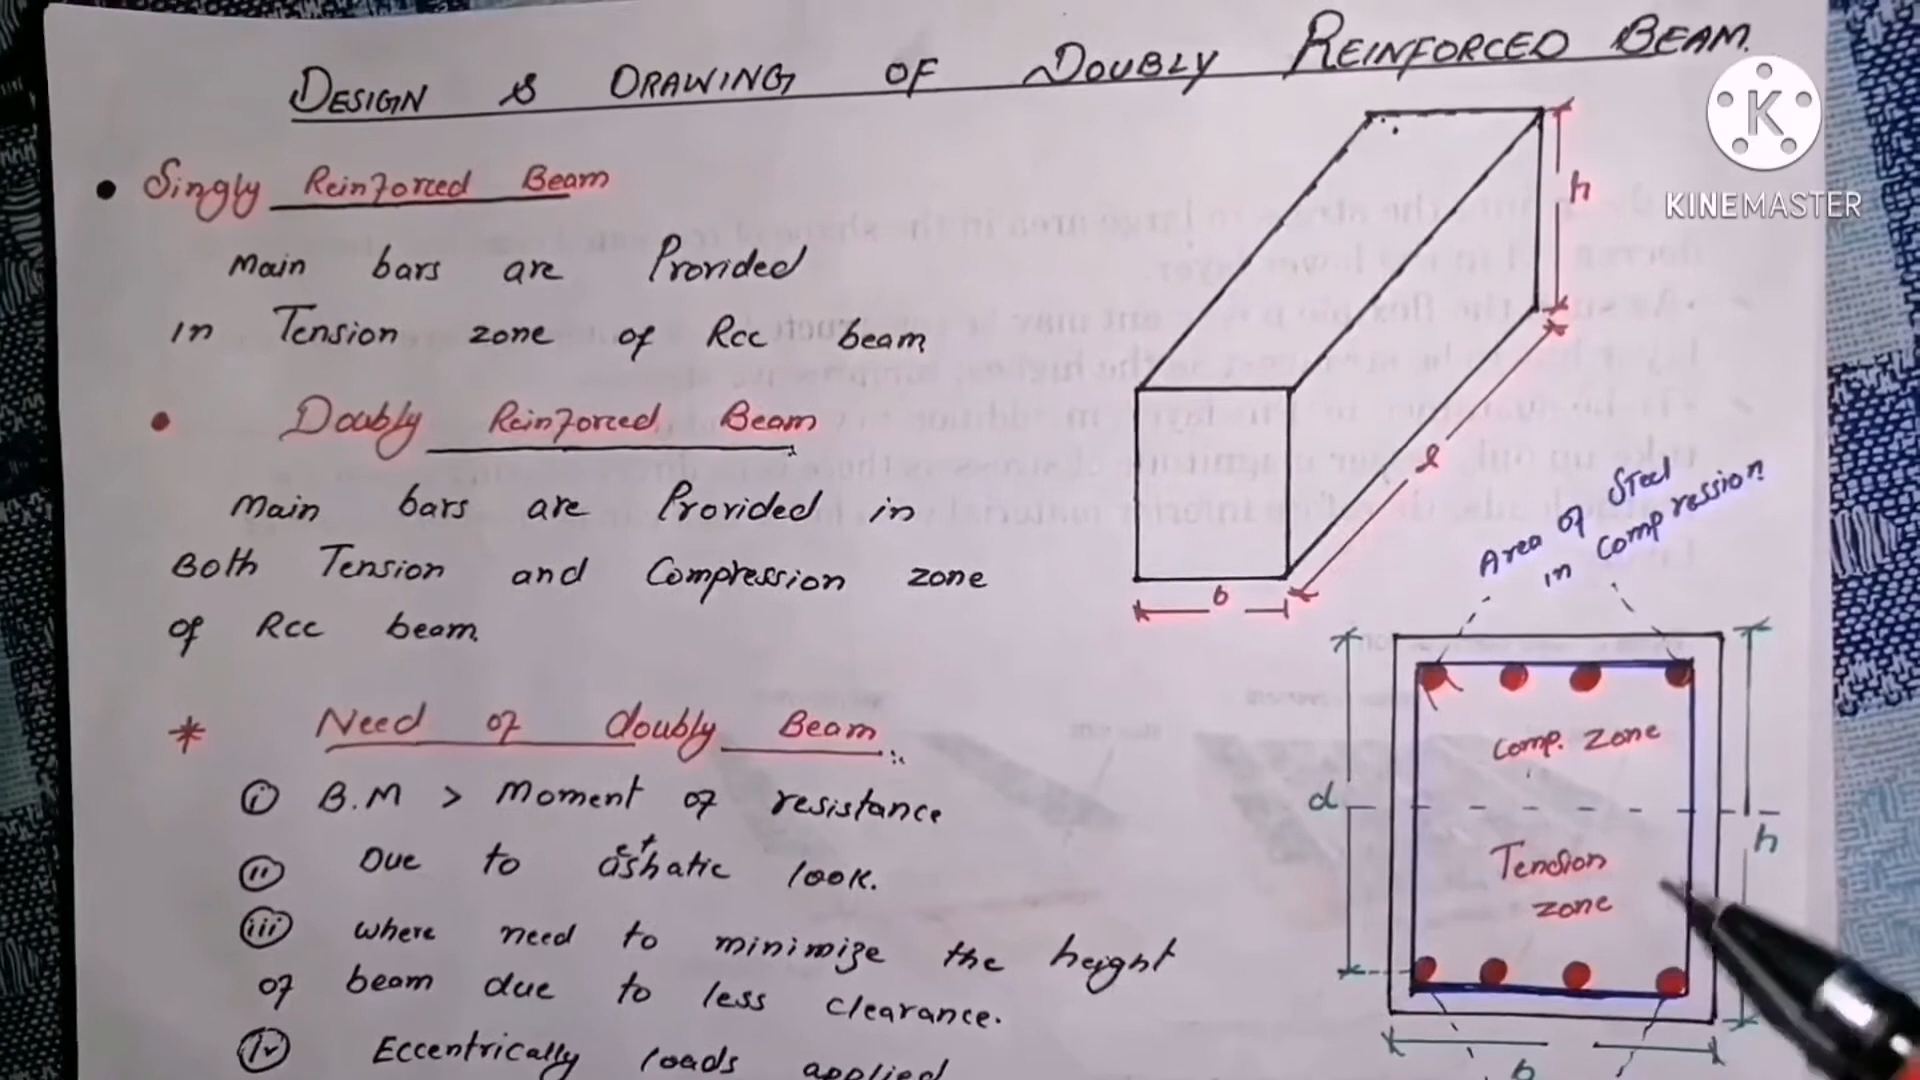 DESIGN & DRAWING OF DOUBLY REINFORCED BEAM.
K
KINEMASTER
• Singly Reinforced Beam
Main bars are Provided
in Tension zone of Rcc beam
• Doubly Reinforced Beam
Main bars are Provided in
Both Tension and Compression zone
of Rcc beam
* Need of doubly Beam
(i) B.M > Moment of resistance
(ii) Due to ashatic look.
et
(iii) where need to minimize the height
of beam due to less clearance.
(iv) Eccentrically loads applied
h
l
b
Area of Steel
in Compression
Comp. zone
d
h
Tension
zone
b